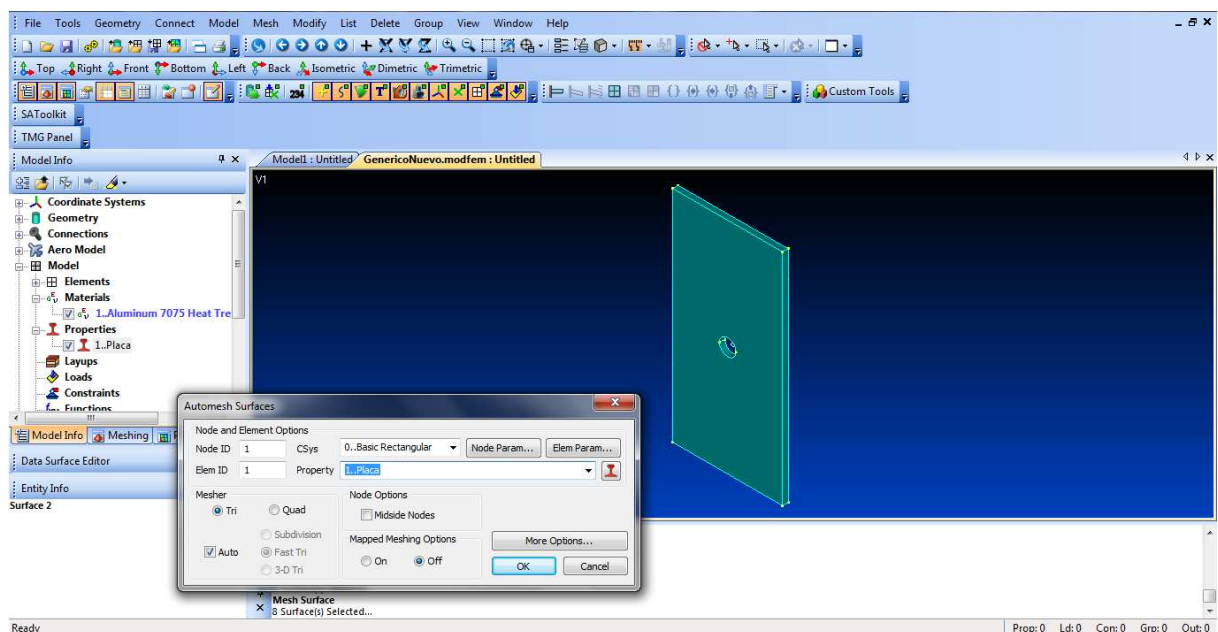 File Tools Geometry Connect Model Mesh Modify List Delete Group View Window Help
Top Right Front Bottom Left Back Isometric Dimetric Trimetric
234 T Custom Tools
SAToolkit
TMG Panel
Model Info
Model1 : Untitled GenericoNuevo.modfem : Untitled
V1
Coordinate Systems
Geometry
Connections
Aero Model
Model
Elements
Materials
1..Aluminum 7075 Heat Tre
Properties
1..Placa
Layups
Loads
Constraints
Functions
Model Info Meshing
Data Surface Editor
Entity Info
Surface 2
Automesh Surfaces
Node and Element Options
Node ID 1 CSys 0..Basic Rectangular Node Param... Elem Param...
Elem ID 1 Property 1..Placa
Mesher
Tri Quad
Subdivision
Auto Fast Tri
3-D Tri
Node Options
Midside Nodes
Mapped Meshing Options
On Off
More Options...
OK Cancel
Mesh Surface
8 Surface(s) Selected...
Ready Prop: 0 Ld: 0 Con: 0 Grp: 0 Out: 0